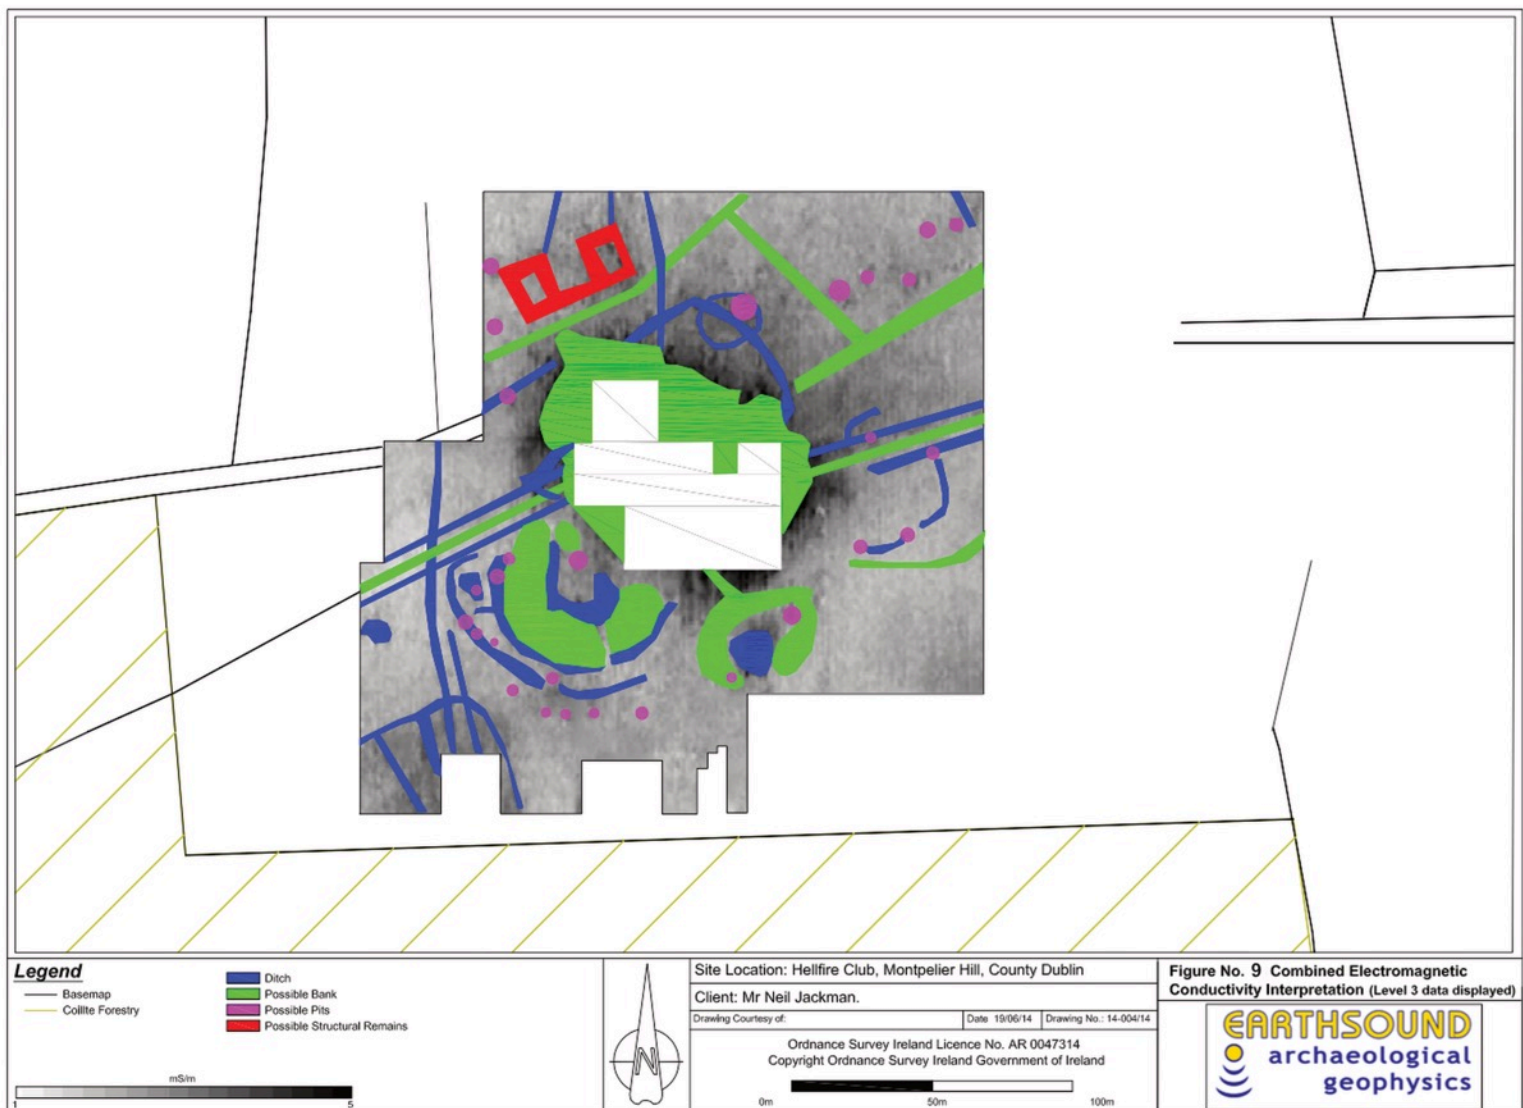 Legend
Basemap
Coillte Forestry
Ditch
Possible Bank
Possible Pits
Possible Structural Remains
mS/m
1 5
N
Site Location: Hellfire Club, Montpelier Hill, County Dublin
Client: Mr Neil Jackman.
Drawing Courtesy of: Date 19/06/14 Drawing No.: 14-004/14
Ordnance Survey Ireland Licence No. AR 0047314
Copyright Ordnance Survey Ireland Government of Ireland
0m 50m 100m
Figure No. 9 Combined Electromagnetic
Conductivity Interpretation (Level 3 data displayed)
EARTHSOUND
archaeological
geophysics